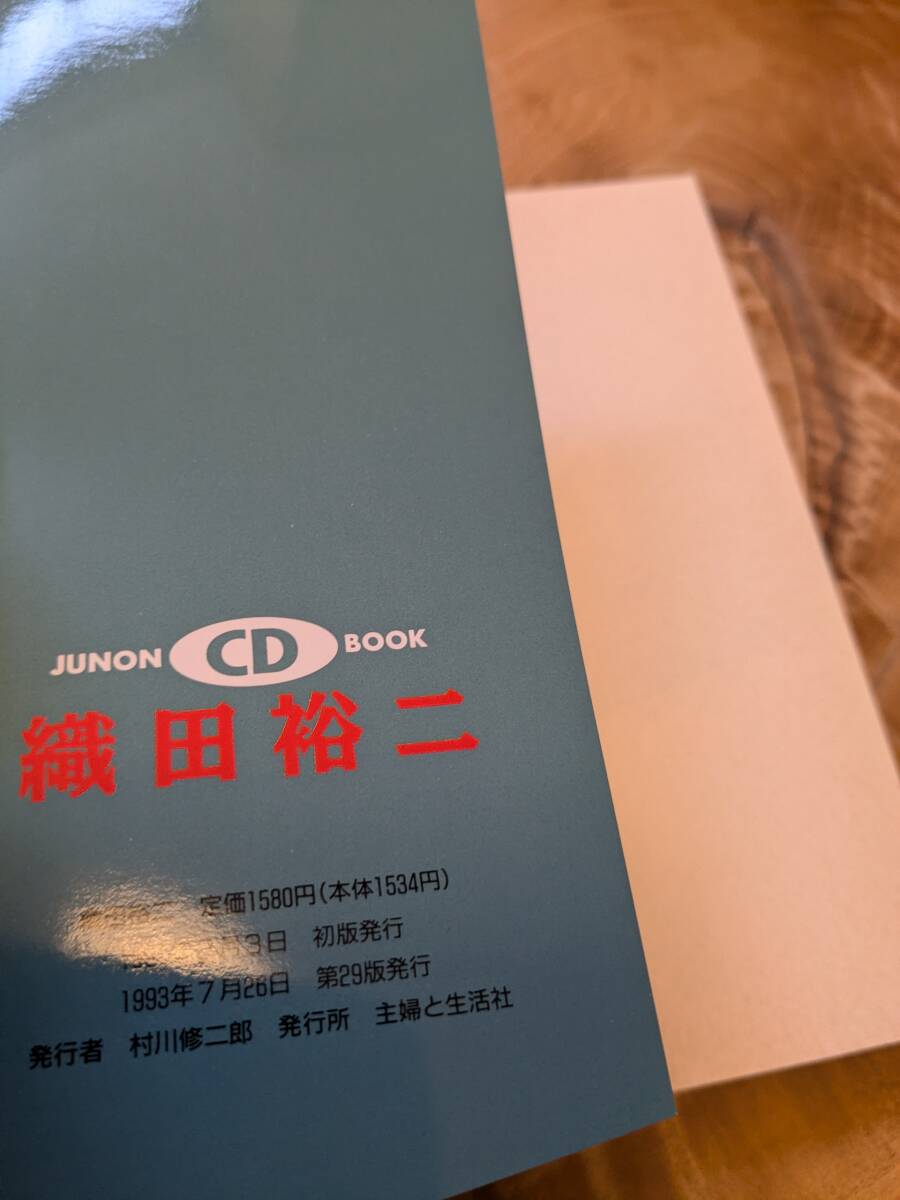 JUNON CD BOOK
織田裕二
定価1580円(本体1534円)
3日 初版発行
1993年7月26日 第29版発行
発行者 村川修二郎 発行所 主婦と生活社